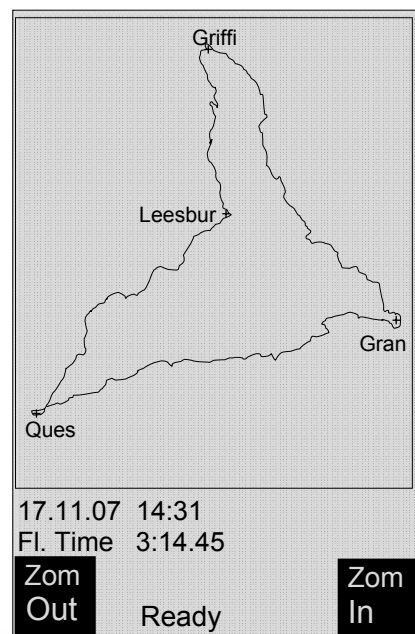 Griffi
Leesbur
Gran
Ques
17.11.07 14:31
Fl. Time 3:14.45
Zom
Out
Ready
Zom
In